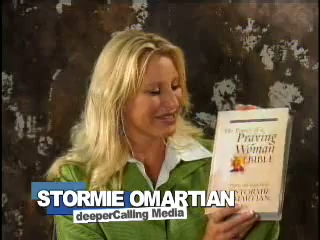 The Power of a
Praying
Woman
BIBLE
STORMIE
OMARTIAN
STORMIE OMARTIAN
deeperCalling Media